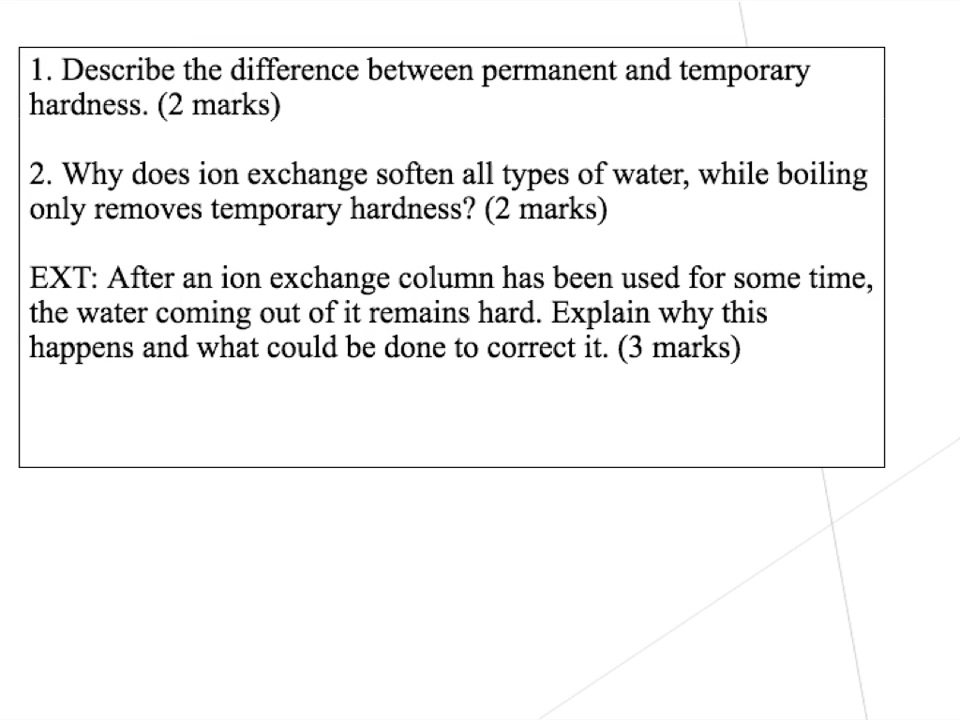 1. Describe the difference between permanent and temporary
hardness. (2 marks)
2. Why does ion exchange soften all types of water, while boiling
only removes temporary hardness? (2 marks)
EXT: After an ion exchange column has been used for some time,
the water coming out of it remains hard. Explain why this
happens and what could be done to correct it. (3 marks)